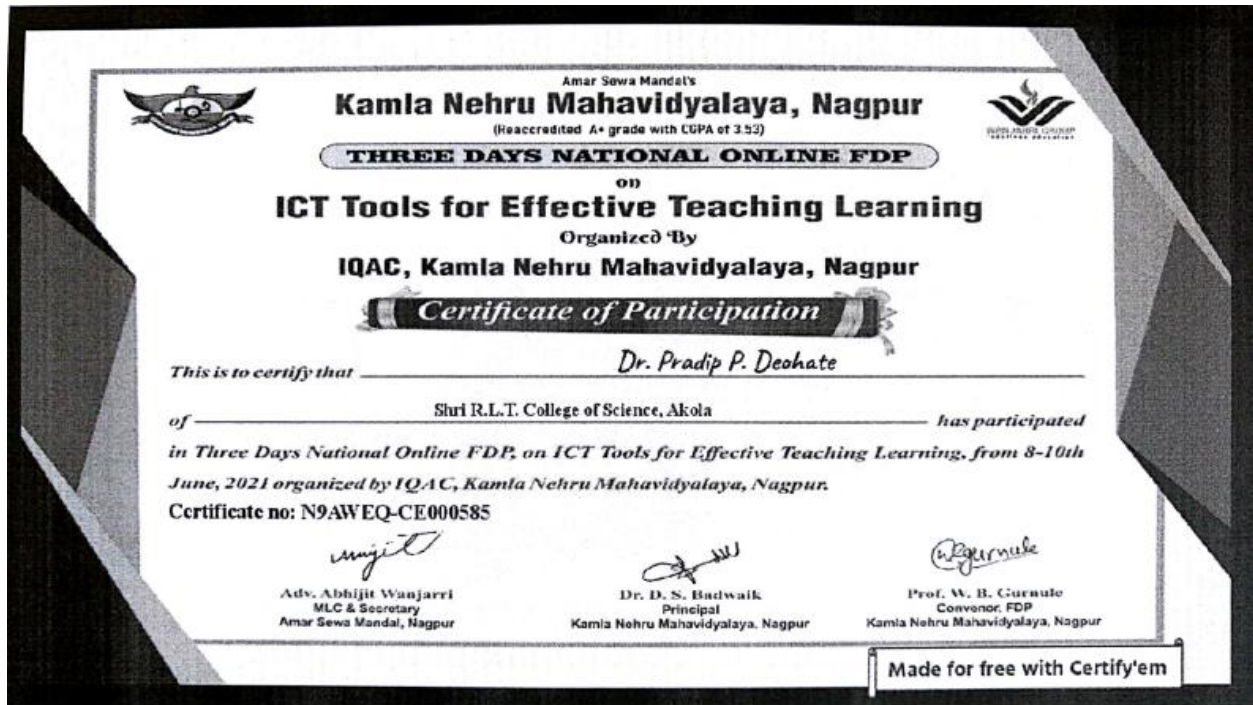 Amar Sewa Mandal's
Kamla Nehru Mahavidyalaya, Nagpur
(Reaccredited A+ grade with CGPA of 3.53)
WANJARRI GROUP
THREE DAYS NATIONAL ONLINE FDP
on
ICT Tools for Effective Teaching Learning
Organized By
IQAC, Kamla Nehru Mahavidyalaya, Nagpur
Certificate of Participation
This is to certify that Dr. Pradip P. Deohate
of Shri R.L.T. College of Science, Akola has participated
in Three Days National Online FDP, on ICT Tools for Effective Teaching Learning, from 8-10th
June, 2021 organized by IQAC, Kamla Nehru Mahavidyalaya, Nagpur.
Certificate no: N9AWEQ-CE000585
WBGurnule
Adv. Abhijit Wanjarri Dr. D. S. Badwaik Prof. W. B. Gurnule
MLC & Secretary Principal Convenor, FDP
Amar Sewa Mandal, Nagpur Kamla Nehru Mahavidyalaya, Nagpur Kamla Nehru Mahavidyalaya, Nagpur
Made for free with Certify'em